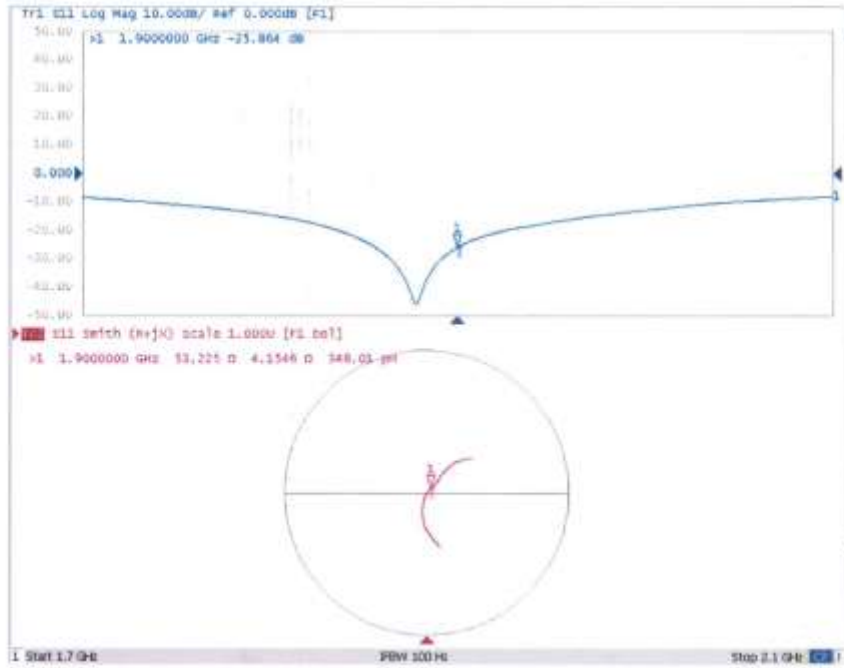 Tr1 S11 Log Mag 10.00dB/ Ref 0.000dB [F1]
>1 1.9000000 GHz -25.864 dB
50.00
40.00
30.00
20.00
10.00
0.000
-10.00
-20.00
-30.00
-40.00
-50.00
1
1
S11 Smith (R+jX) Scale 1.000U [F1 Del]
>1 1.9000000 GHz 53.225 Ω 4.1546 Ω 348.01 pH
1
1 Start 1.7 GHz IFBW 100 Hz Stop 2.1 GHz